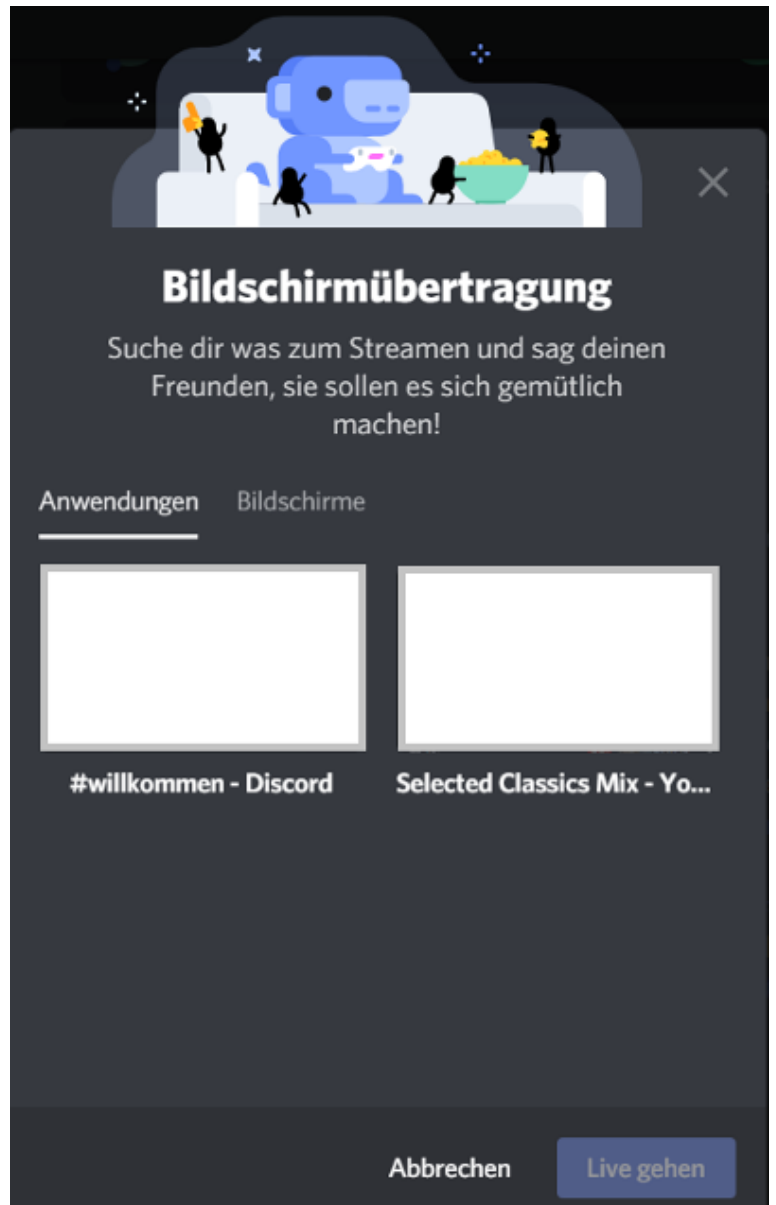 Bildschirmübertragung
Suche dir was zum Streamen und sag deinen
Freunden, sie sollen es sich gemütlich
machen!
Anwendungen Bildschirme
#willkommen - Discord
Selected Classics Mix - Yo...
Abbrechen
Live gehen